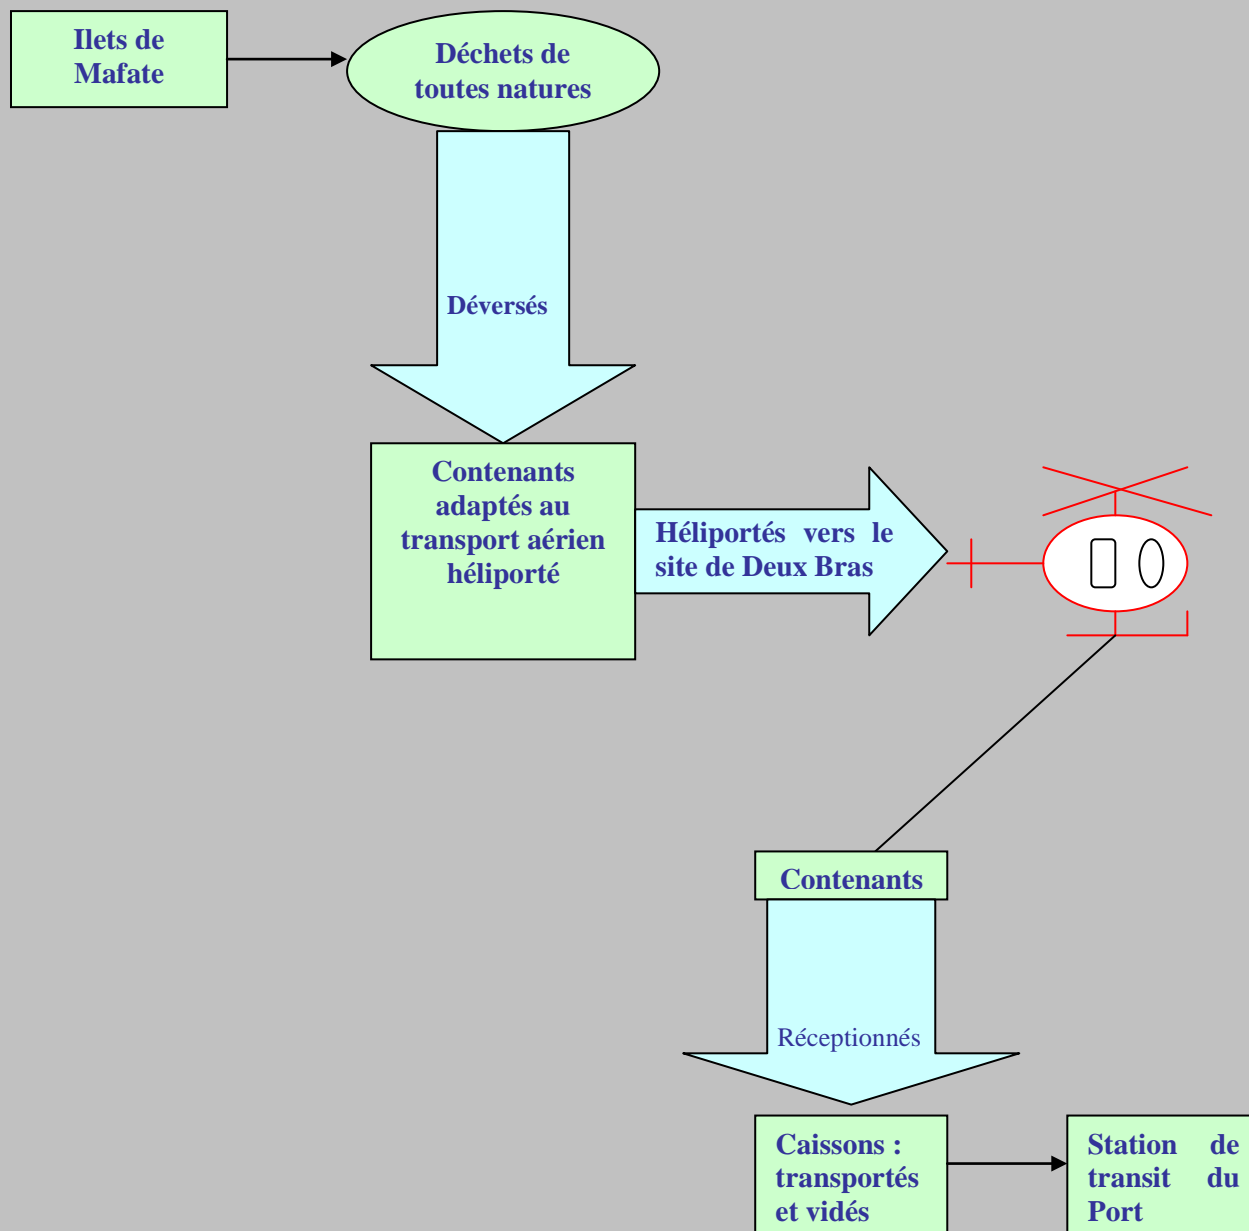 Ilets de
Mafate
Déchets de
toutes natures
Déversés
Contenants
adaptés au
transport aérien
héliporté
Héliportés vers le
site de Deux Bras
Contenants
Réceptionnés
Caissons :
transportés
et vidés
Station de
transit du
Port